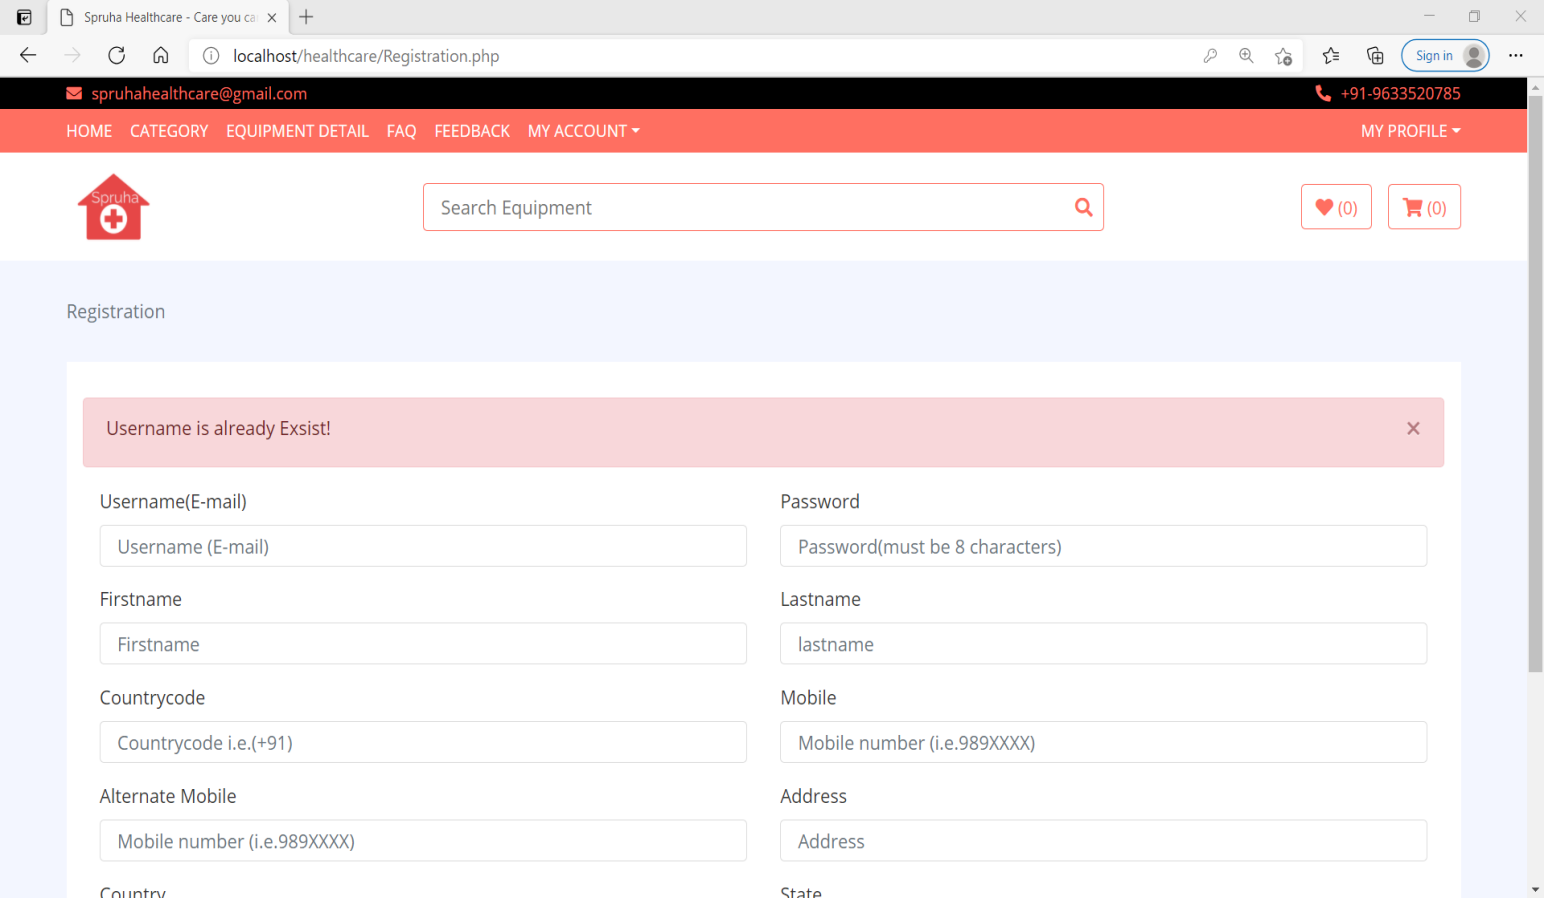 Spruha Healthcare - Care you ca
localhost/healthcare/Registration.php
Sign in
spruhahealthcare@gmail.com
+91-9633520785
HOME CATEGORY EQUIPMENT DETAIL FAQ FEEDBACK MY ACCOUNT
MY PROFILE
Spruha
Search Equipment
(0)
(0)
Registration
Username is already Exsist!
Username(E-mail)
Password
Username (E-mail)
Password(must be 8 characters)
Firstname
Lastname
Firstname
lastname
Countrycode
Mobile
Countrycode i.e.(+91)
Mobile number (i.e.989XXXX)
Alternate Mobile
Address
Mobile number (i.e.989XXXX)
Address
Country
State